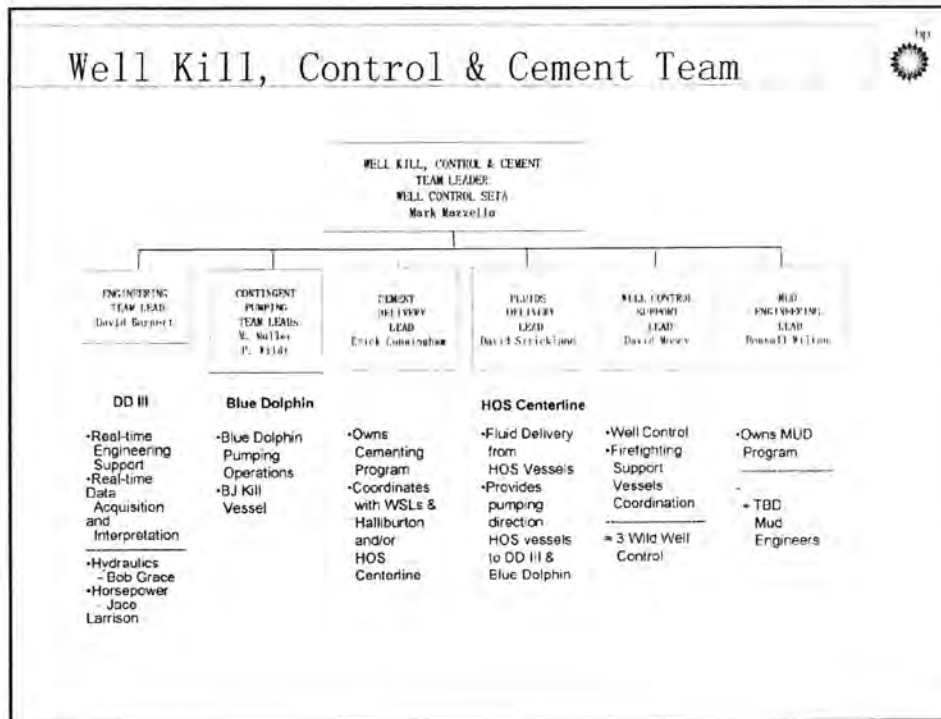 bp
Well Kill, Control & Cement Team
WELL KILL, CONTROL & CEMENT
TEAM LEADER
WELL CONTROL SETA
Mark Mazzella
ENGINEERING
TEAM LEAD
David
CONTINGENT
PUMPING
TEAM LEADS
CEMENT
DELIVERY
LEAD
Erick Cunningham
FLUIDS
DELIVERY
LEAD
David Strickland
WELL CONTROL
SUPPORT
LEAD
David
MUD
ENGINEERING
LEAD
DD III
•Real-time
Engineering
Support
•Real-time
Data
Acquisition
and
Interpretation
•Hydraulics
- Bob Grace
•Horsepower
- Jace
Larrison
Blue Dolphin
•Blue Dolphin
Pumping
Operations
•BJ Kill
Vessel
•Owns
Cementing
Program
•Coordinates
with WSLs &
Halliburton
and/or
HOS
Centerline
HOS Centerline
•Fluid Delivery
from
HOS Vessels
•Provides
pumping
direction
HOS vessels
to DD III &
Blue Dolphin
•Well Control
•Firefighting
Support
Vessels
Coordination
3 Wild Well
Control
•Owns MUD
Program
-
TBD
Mud
Engineers